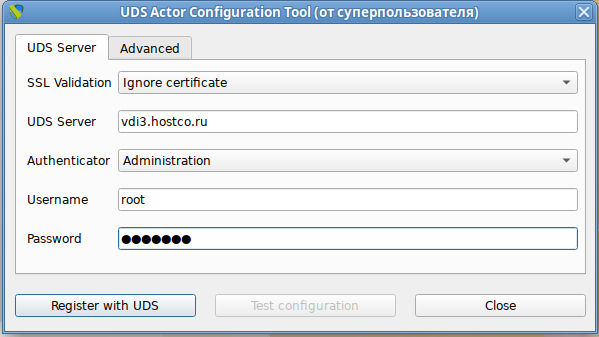 UDS Actor Configuration Tool (от суперпользователя)
UDS Server Advanced
SSL Validation Ignore certificate
UDS Server vdi3.hostco.ru
Authenticator Administration
Username root
Password ●●●●●●●
Register with UDS Test configuration Close